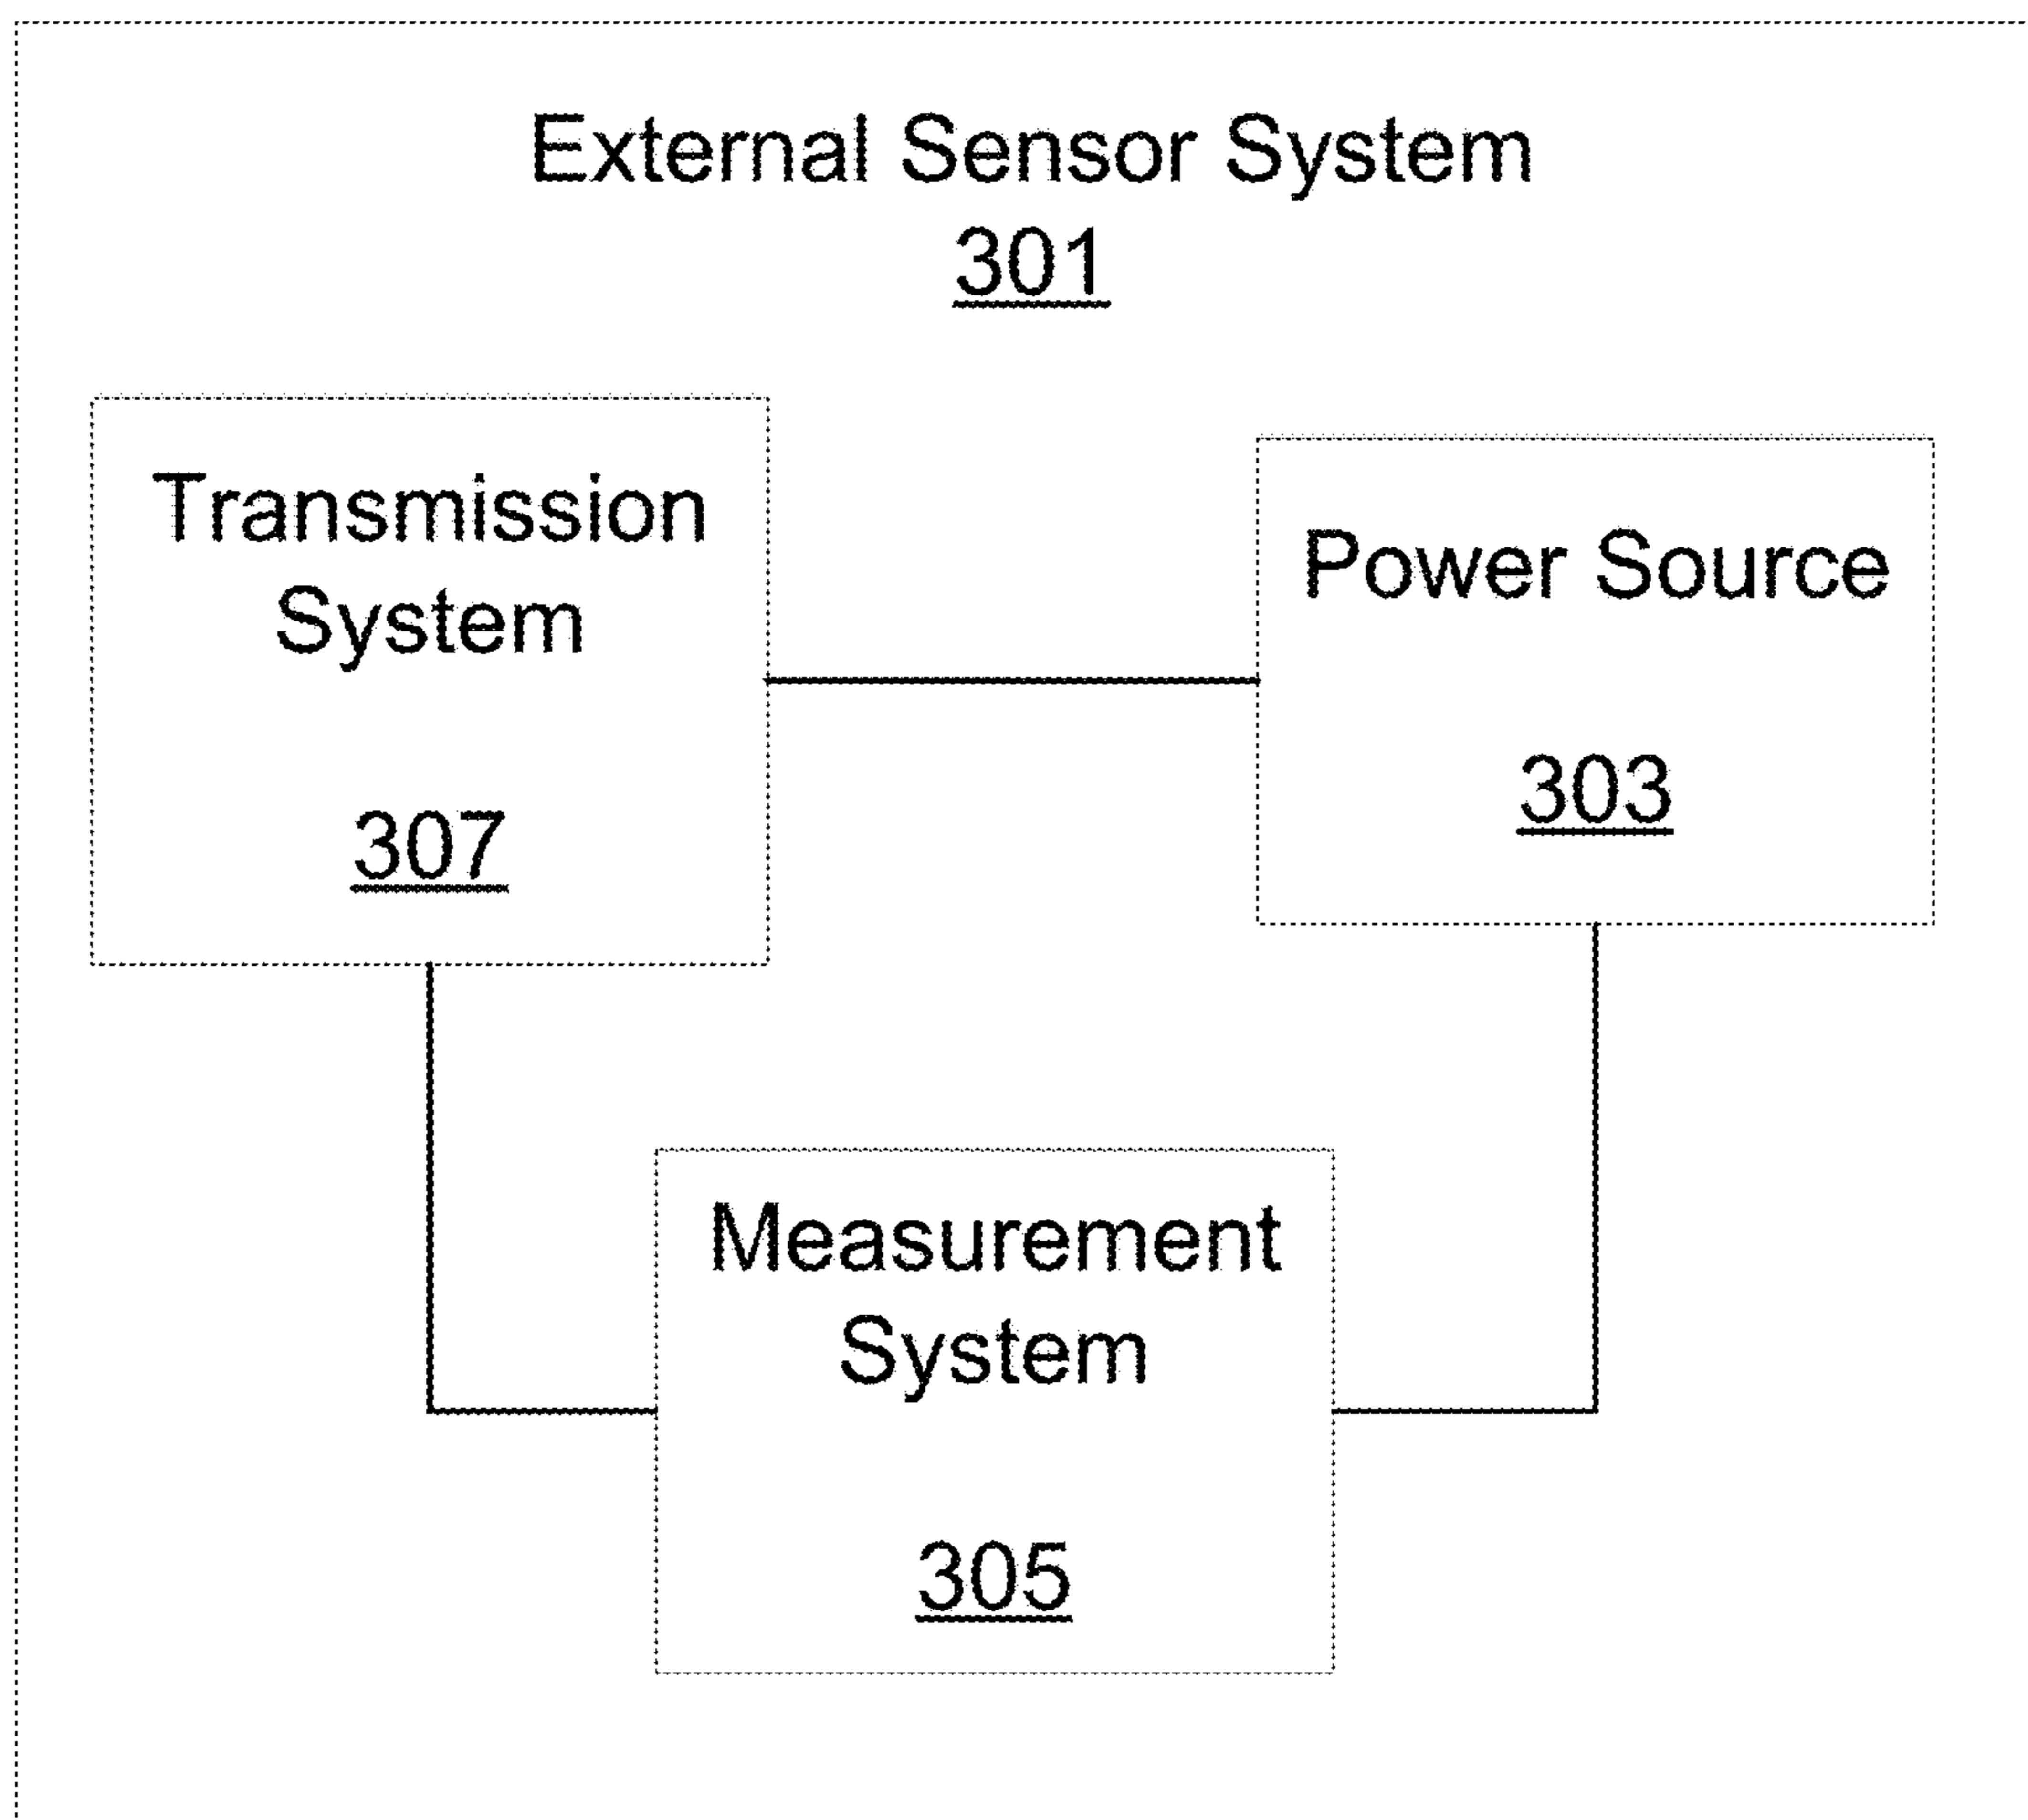 External Sensor System
301
Transmission
System
307
Power Source
303
Measurement
System
305